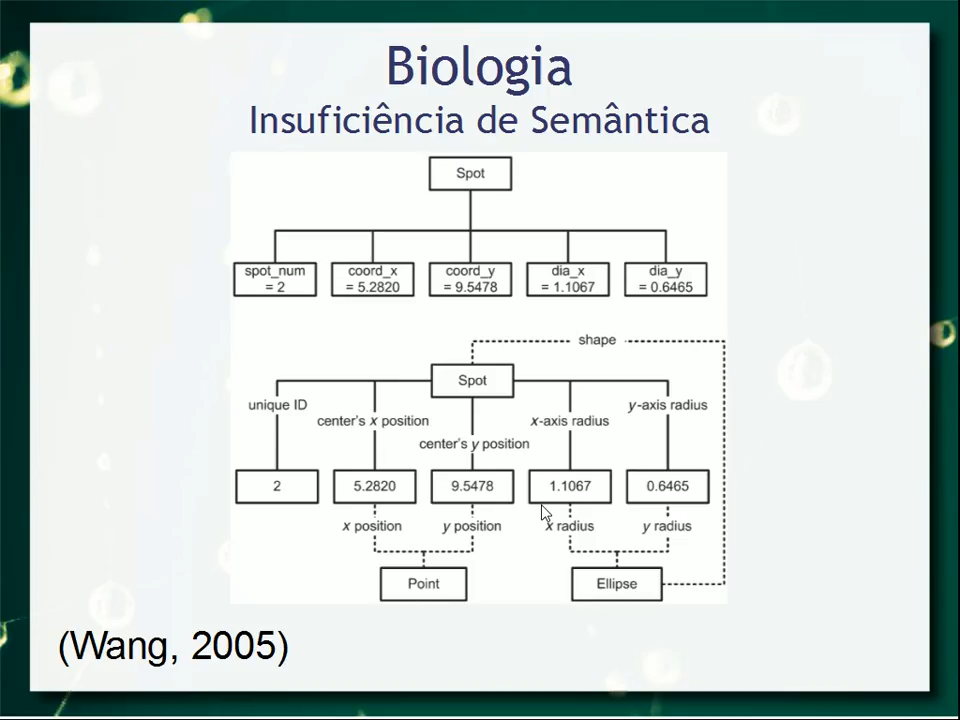 Biologia
Insuficiência de Semântica
Spot
spot_num
= 2
coord_x
= 5.2820
coord_y
= 9.5478
dia_x
= 1.1067
dia_y
= 0.6465
shape
Spot
unique ID
center's x position
center's y position
x-axis radius
y-axis radius
2
5.2820
9.5478
1.1067
0.6465
x position
y position
x radius
y radius
Point
Ellipse
(Wang, 2005)